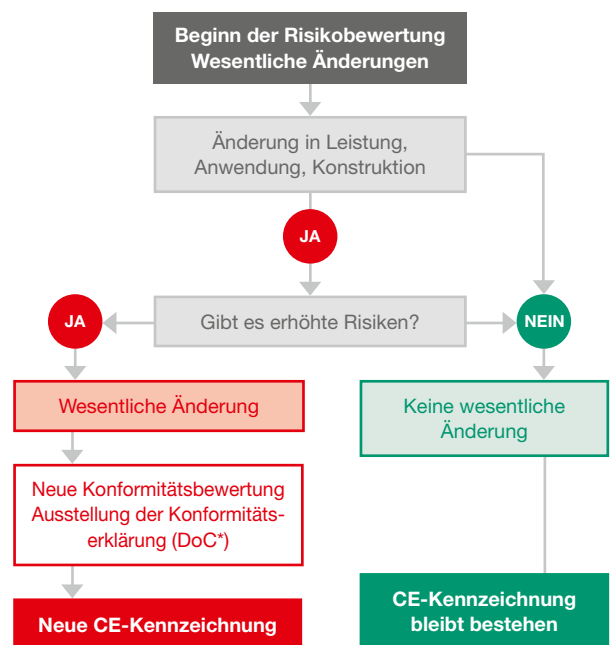 Beginn der Risikobewertung
Wesentliche Änderungen
Änderung in Leistung,
Anwendung, Konstruktion
JA
JA
Gibt es erhöhte Risiken?
NEIN
Wesentliche Änderung
Keine wesentliche
Änderung
Neue Konformitätsbewertung
Ausstellung der Konformitäts-
erklärung (DoC*)
Neue CE-Kennzeichnung
CE-Kennzeichnung
bleibt bestehen